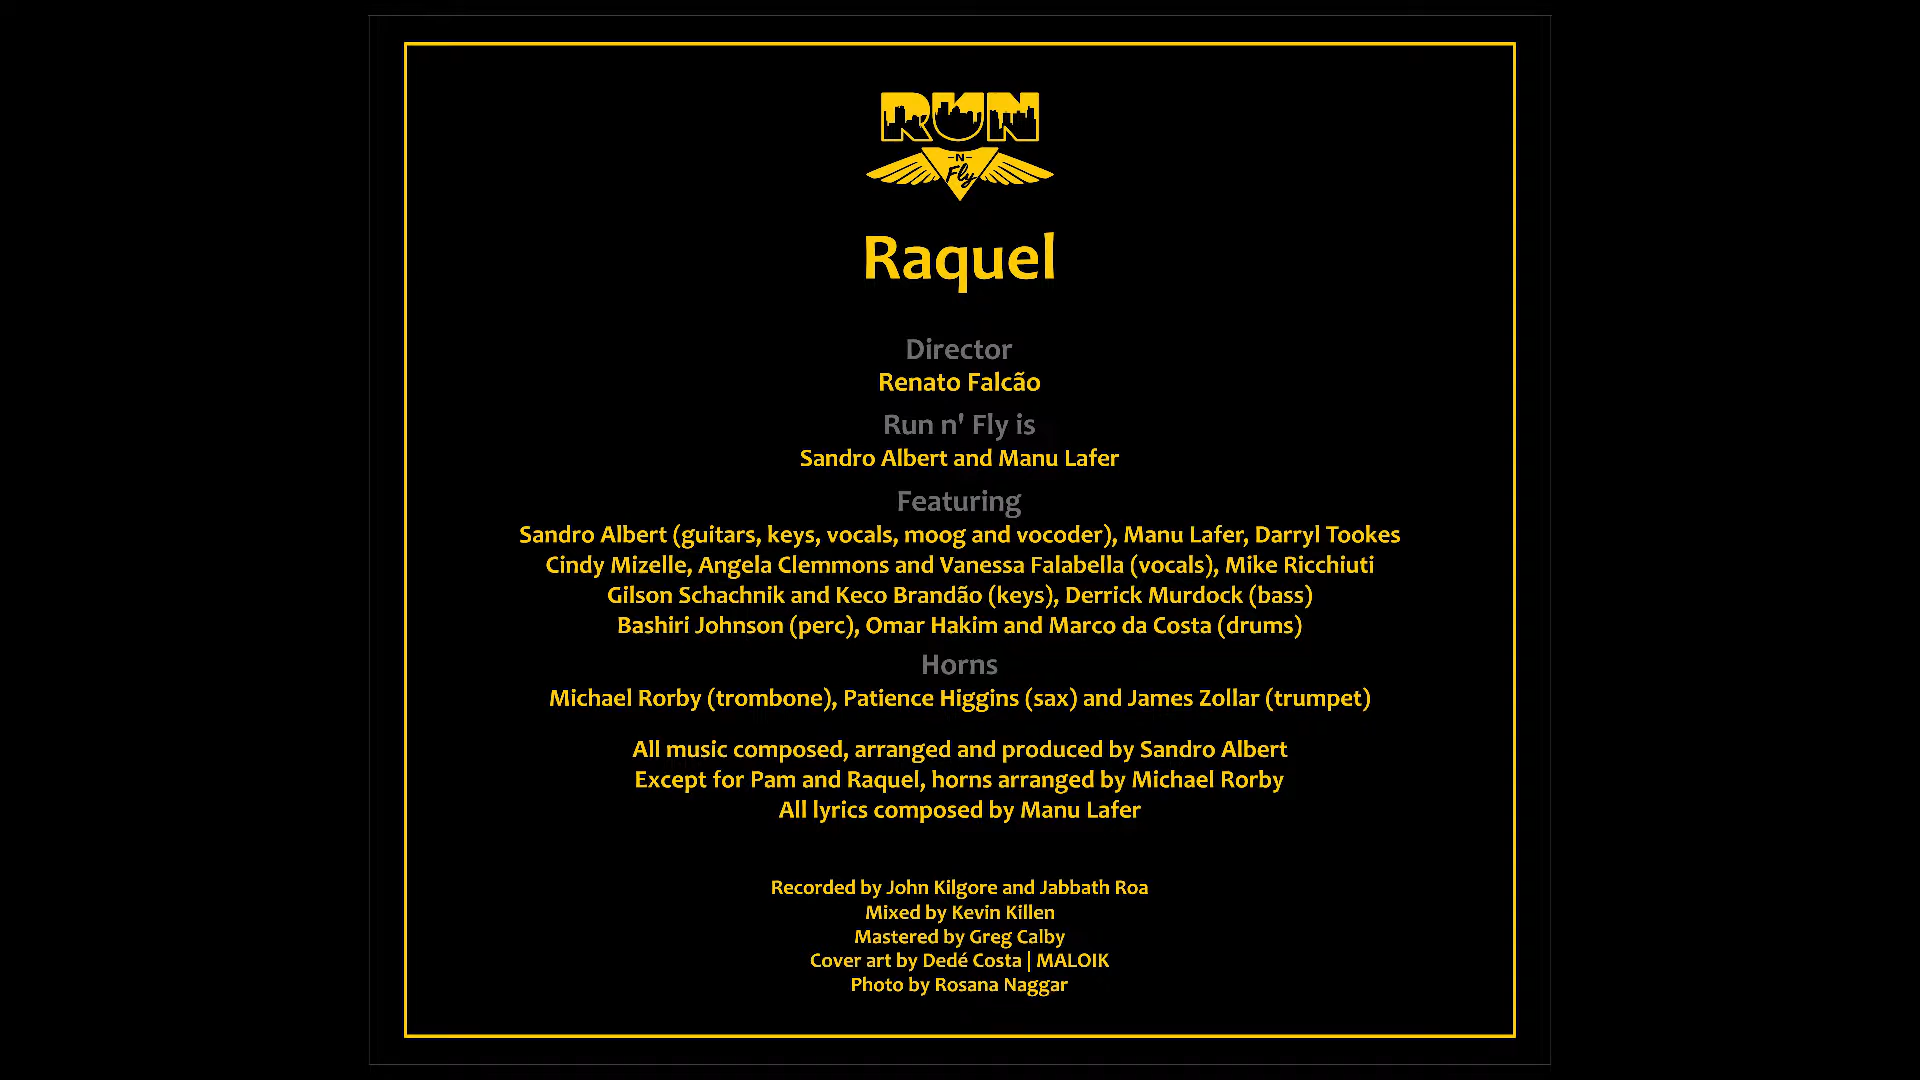 RUN
-N-
Fly
Raquel
Director
Renato Falcão
Run n' Fly is
Sandro Albert and Manu Lafer
Featuring
Sandro Albert (guitars, keys, vocals, moog and vocoder), Manu Lafer, Darryl Tookes
Cindy Mizelle, Angela Clemmons and Vanessa Falabella (vocals), Mike Ricchiuti
Gilson Schachnik and Keco Brandão (keys), Derrick Murdock (bass)
Bashiri Johnson (perc), Omar Hakim and Marco da Costa (drums)
Horns
Michael Rorby (trombone), Patience Higgins (sax) and James Zollar (trumpet)
All music composed, arranged and produced by Sandro Albert
Except for Pam and Raquel, horns arranged by Michael Rorby
All lyrics composed by Manu Lafer
Recorded by John Kilgore and Jabbath Roa
Mixed by Kevin Killen
Mastered by Greg Calby
Cover art by Dedé Costa | MALOIK
Photo by Rosana Naggar